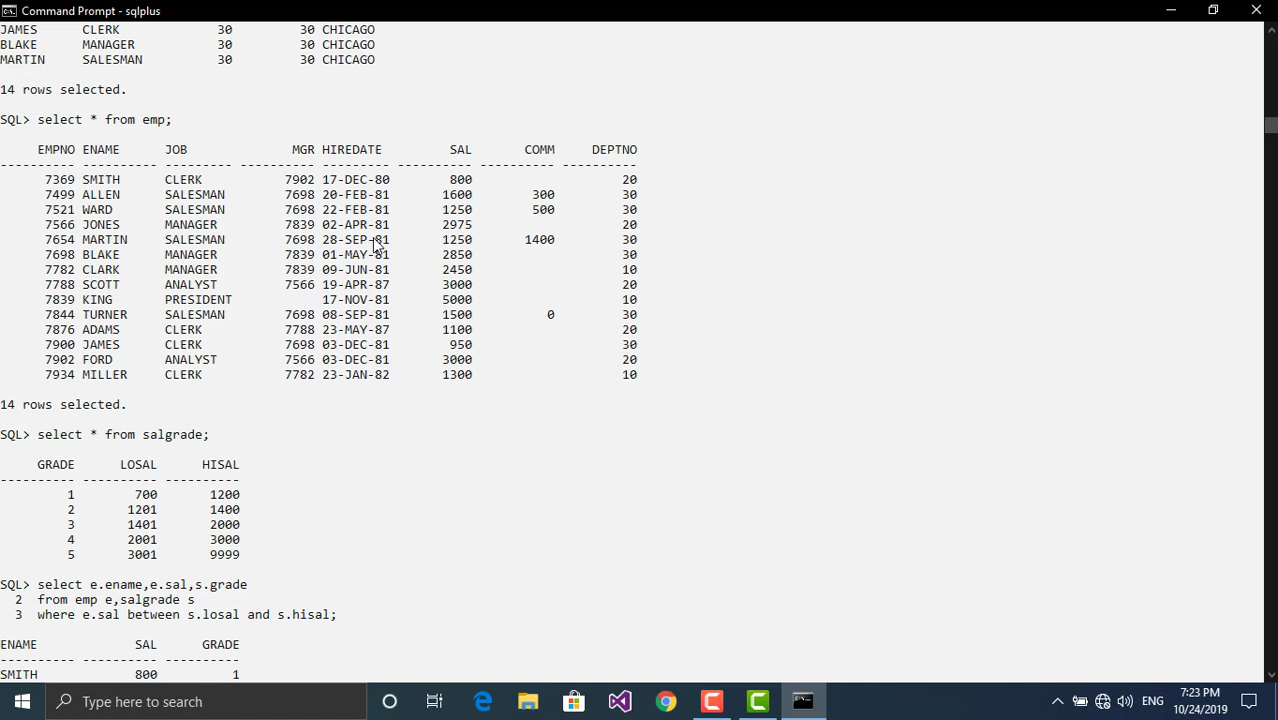 Command Prompt - sqlplus
JAMES      CLERK             30         30 CHICAGO
BLAKE      MANAGER           30         30 CHICAGO
MARTIN     SALESMAN          30         30 CHICAGO
14 rows selected.
SQL> select * from emp;
     EMPNO ENAME      JOB              MGR HIREDATE         SAL       COMM     DEPTNO
---------- ---------- --------- ---------- --------- ---------- ---------- ----------
      7369 SMITH      CLERK           7902 17-DEC-80        800                    20
      7499 ALLEN      SALESMAN        7698 20-FEB-81       1600        300         30
      7521 WARD       SALESMAN        7698 22-FEB-81       1250        500         30
      7566 JONES      MANAGER         7839 02-APR-81       2975                    20
      7654 MARTIN     SALESMAN        7698 28-SEP-81       1250       1400         30
      7698 BLAKE      MANAGER         7839 01-MAY-81       2850                    30
      7782 CLARK      MANAGER         7839 09-JUN-81       2450                    10
      7788 SCOTT      ANALYST         7566 19-APR-87       3000                    20
      7839 KING       PRESIDENT            17-NOV-81       5000                    10
      7844 TURNER     SALESMAN        7698 08-SEP-81       1500          0         30
      7876 ADAMS      CLERK           7788 23-MAY-87       1100                    20
      7900 JAMES      CLERK           7698 03-DEC-81        950                    30
      7902 FORD       ANALYST         7566 03-DEC-81       3000                    20
      7934 MILLER     CLERK           7782 23-JAN-82       1300                    10
14 rows selected.
SQL> select * from salgrade;
     GRADE      LOSAL      HISAL
---------- ---------- ----------
         1        700       1200
         2       1201       1400
         3       1401       2000
         4       2001       3000
         5       3001       9999
SQL> select e.ename,e.sal,s.grade
  2  from emp e,salgrade s
  3  where e.sal between s.losal and s.hisal;
ENAME             SAL      GRADE
---------- ---------- ----------
SMITH             800          1
Type here to search
ENG
7:23 PM
10/24/2019